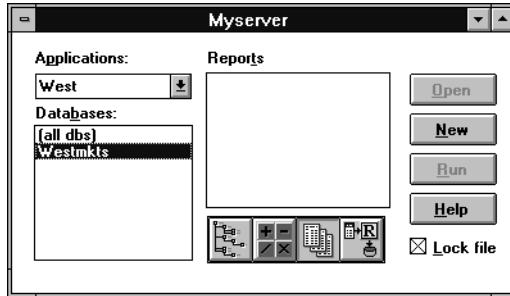 Myserver
Applications:
West
Databases:
(all dbs)
Westmkts
Reports
R
Open
New
Run
Help
Lock file